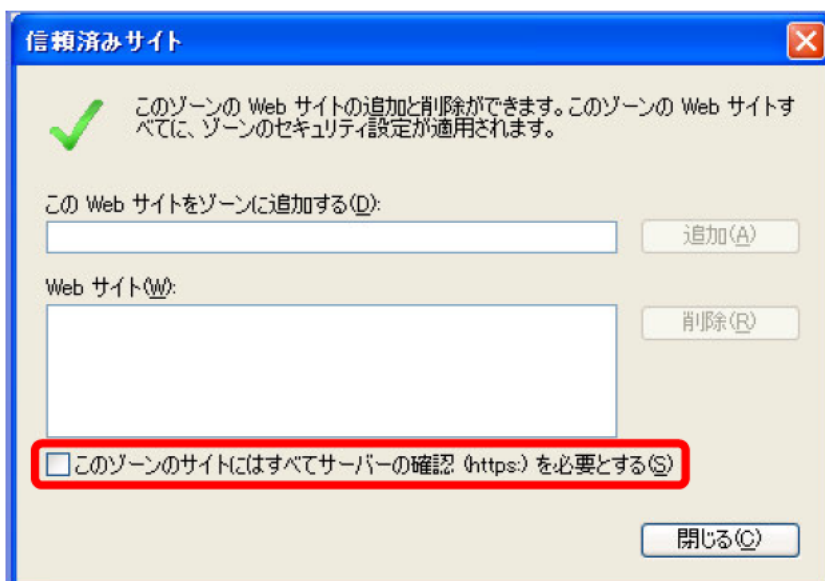 信頼済みサイト
このゾーンの Web サイトの追加と削除ができます。このゾーンの Web サイトす
べてに、ゾーンのセキュリティ設定が適用されます。
この Web サイトをゾーンに追加する(D):
追加(A)
Web サイト(W):
削除(R)
このゾーンのサイトにはすべてサーバーの確認 (https:) を必要とする(S)
閉じる(C)